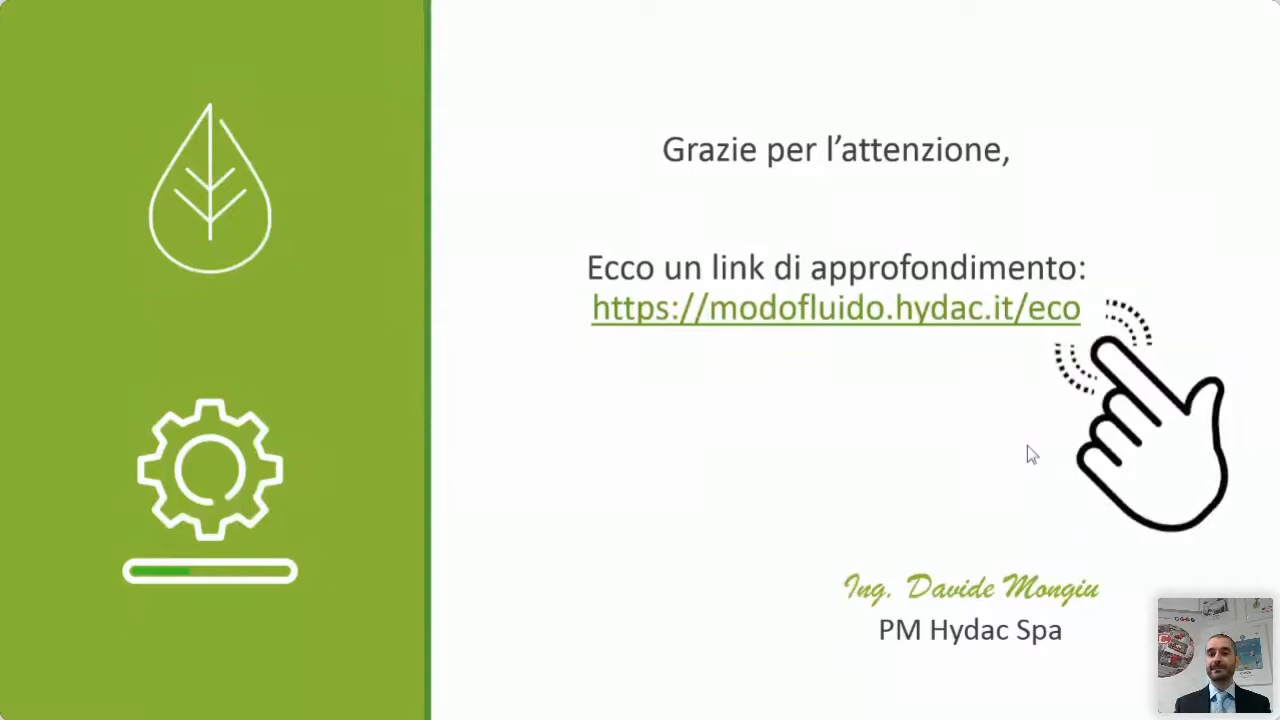 Grazie per l’attenzione,
Ecco un link di approfondimento:
https://modofluido.hydac.it/eco
Ing. Davide Mongiu
PM Hydac Spa